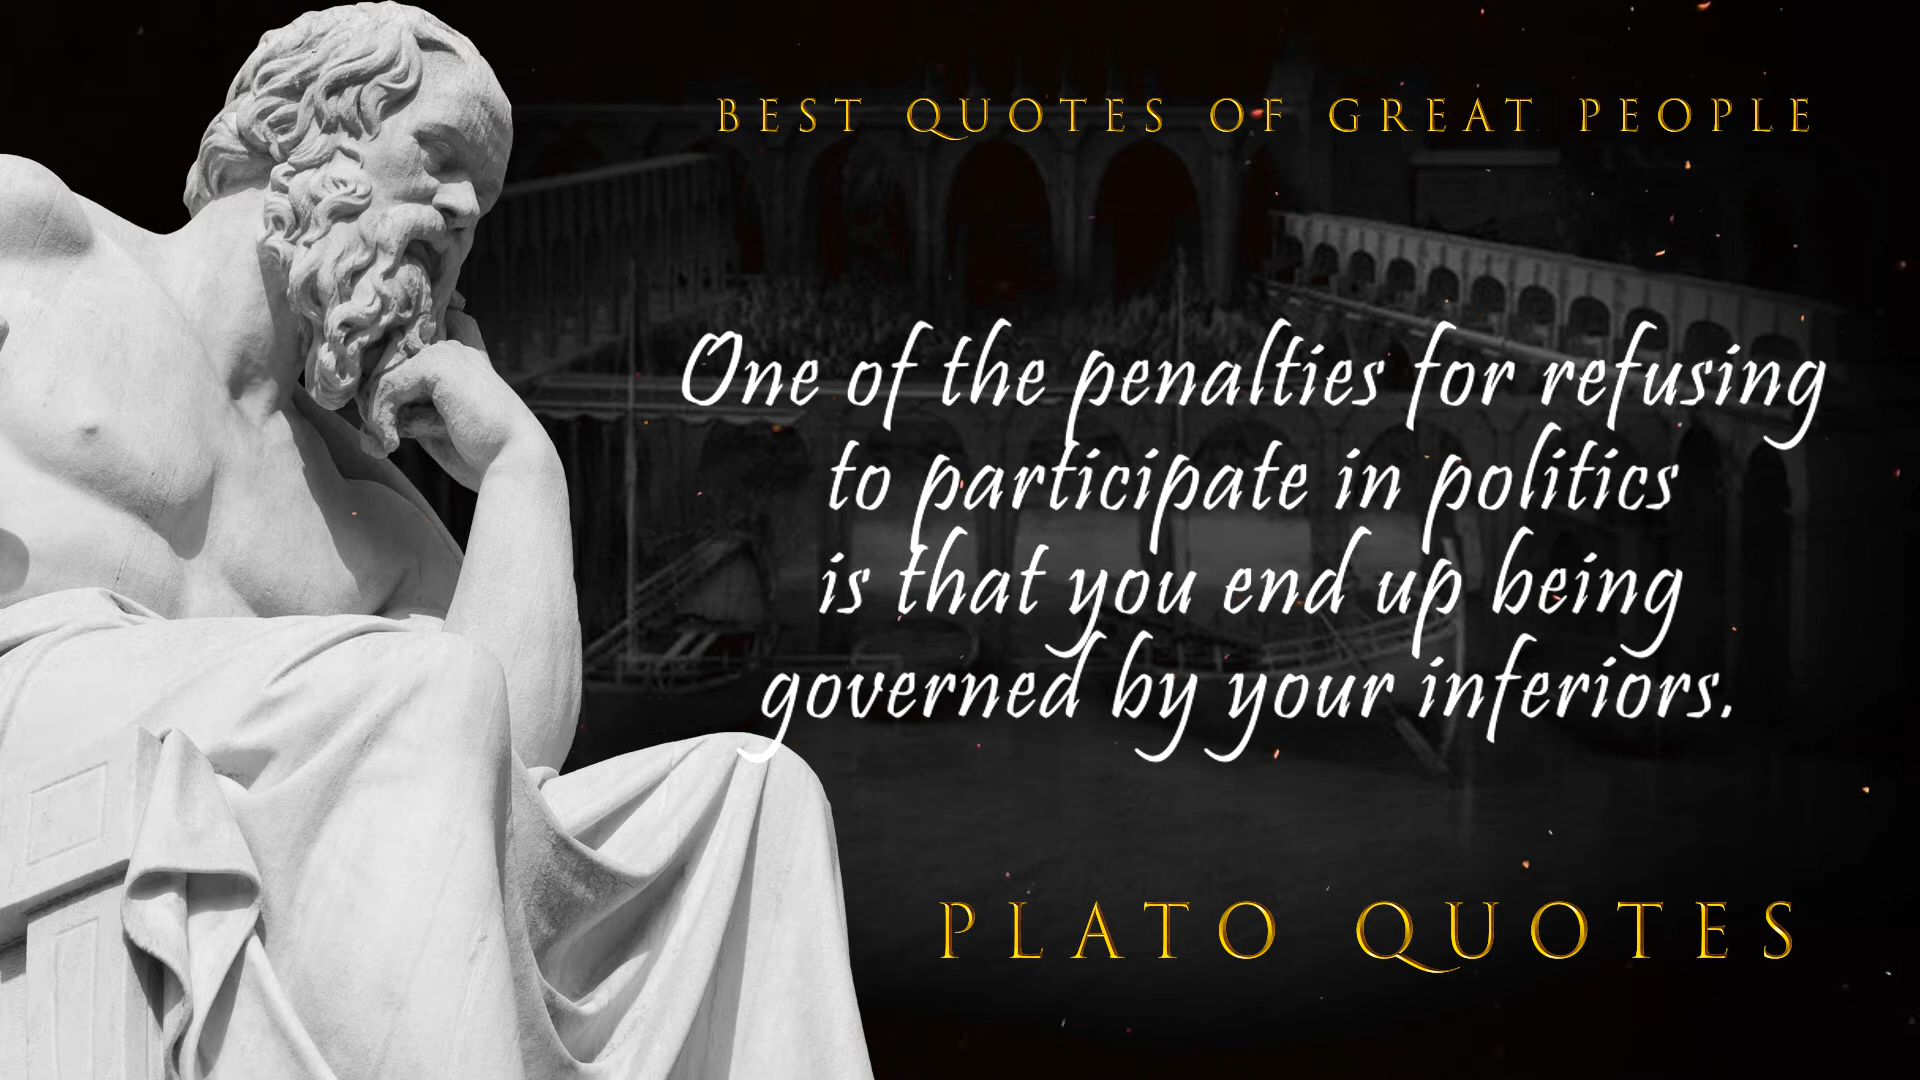 BEST QUOTES OF GREAT PEOPLE
One of the penalties for refusing
to participate in politics
is that you end up being
governed by your inferiors.
PLATO QUOTES